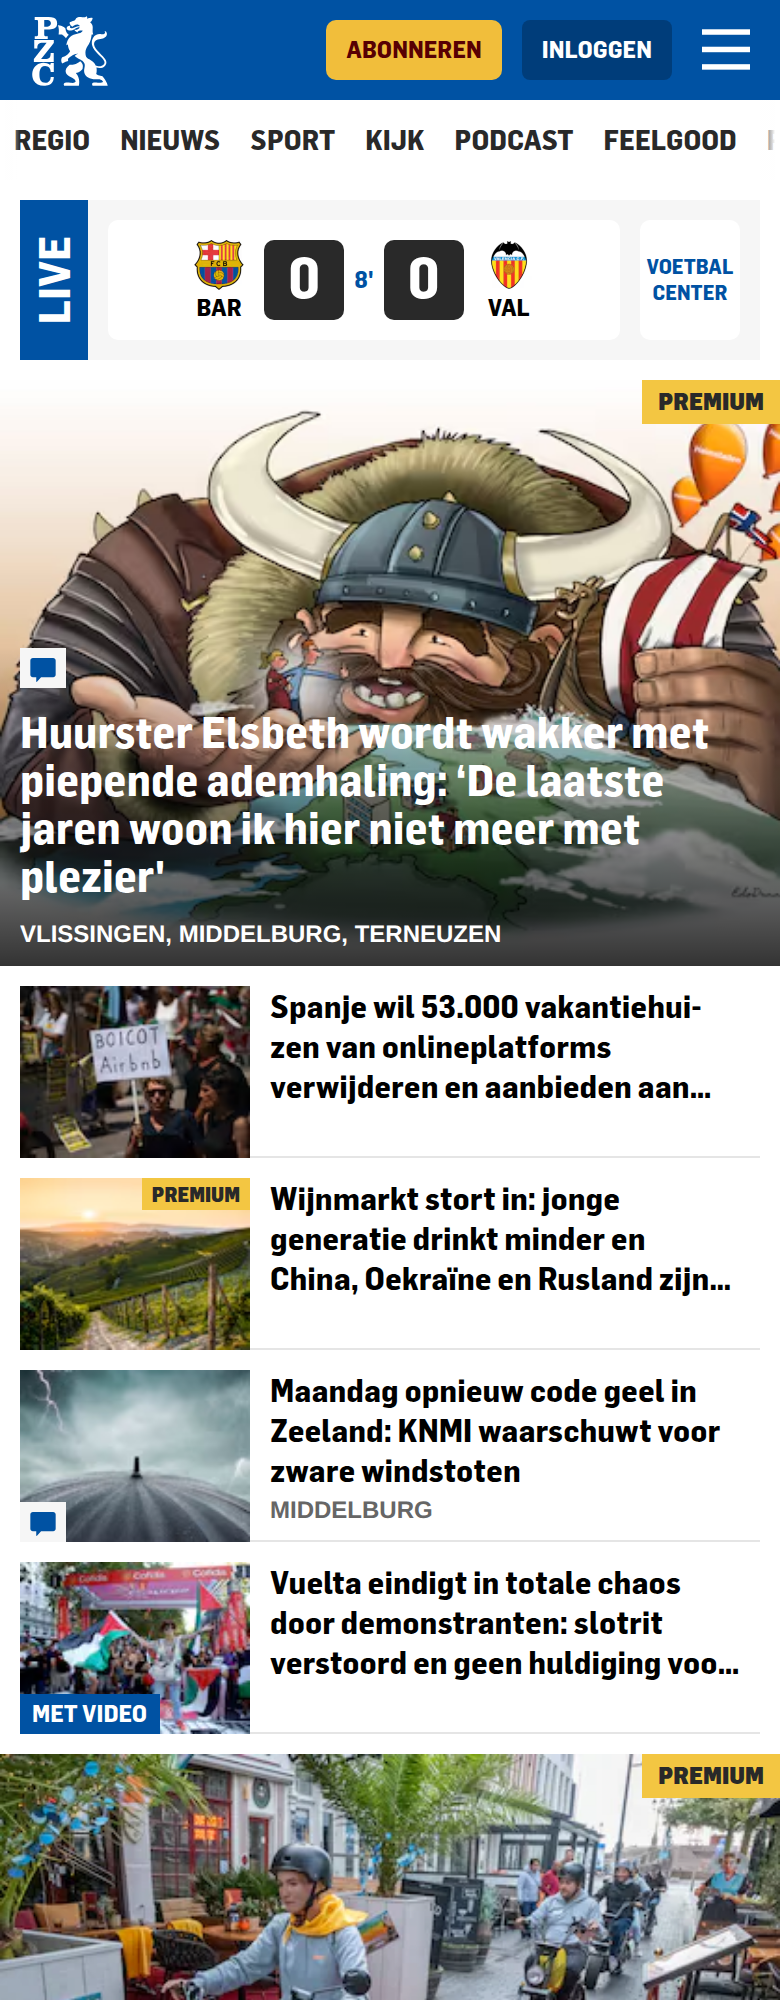 PZC
ABONNEREN
INLOGGEN
REGIO NIEUWS SPORT KIJK PODCAST FEELGOOD
LIVE
0 8' 0
BAR
VAL
VOETBAL
CENTER
PREMIUM
Huurster Elsbeth wordt wakker met
piepende ademhaling: ‘De laatste
jaren woon ik hier niet meer met
plezier'
VLISSINGEN, MIDDELBURG, TERNEUZEN
BOICOT
Airbnb
Spanje wil 53.000 vakantiehui-
zen van onlineplatforms
verwijderen en aanbieden aan...
PREMIUM
Wijnmarkt stort in: jonge
generatie drinkt minder en
China, Oekraïne en Rusland zijn...
Maandag opnieuw code geel in
Zeeland: KNMI waarschuwt voor
zware windstoten
MIDDELBURG
Cofidis Cofidis
MET VIDEO
Vuelta eindigt in totale chaos
door demonstranten: slotrit
verstoord en geen huldiging voo...
PREMIUM